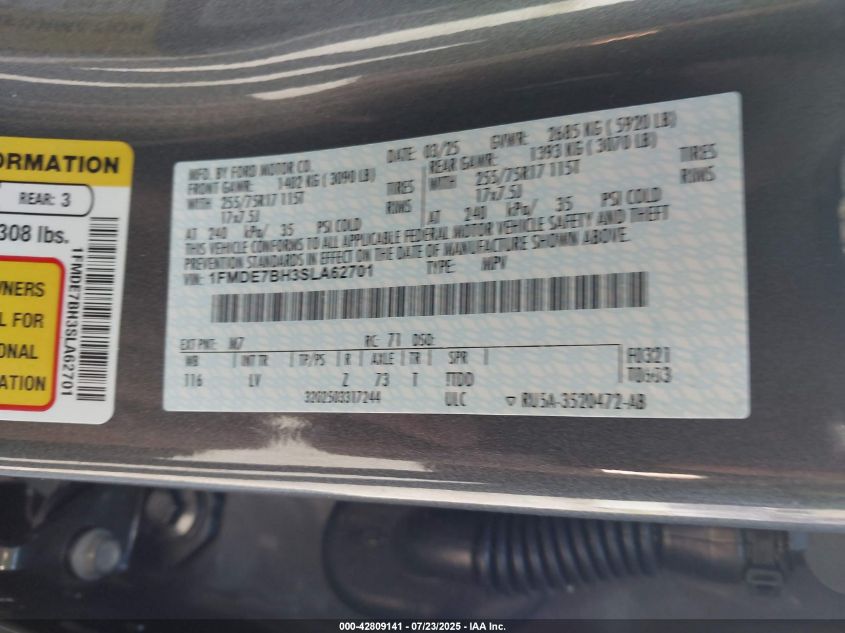 ORMATION
REAR: 3
308 lbs.
WNERS
L FOR
ONAL
ATION
1FMDE7BH3SLA62701
MFD. BY FORD MOTOR CO.
DATE: 03/25 GVWR: 2685 KG ( 5920 LB)
FRONT GAWR: 1402 KG ( 3090 LB) REAR GAWR: 1393 KG ( 3070 LB)
WITH 255/75R17 115T TIRES 255/75R17 115T TIRES
17x7.5J RIMS WITH 17x7.5J RIMS
AT 240 kPa/ 35 PSI COLD AT 240 kPa/ 35 PSI COLD
THIS VEHICLE CONFORMS TO ALL APPLICABLE FEDERAL MOTOR VEHICLE SAFETY AND THEFT
PREVENTION STANDARDS IN EFFECT ON THE DATE OF MANUFACTURE SHOWN ABOVE.
VIN: 1FMDE7BH3SLA62701 TYPE: MPV
EXT PNT: M7 RC: 71 DSO:
WB INT TR TP/PS R AXLE TR SPR F0321
116 LV Z 73 T TTDD
3202503317244 ULC ▽ RU5A-3520472-AB
000-42809141 - 07/23/2025 - IAA Inc.